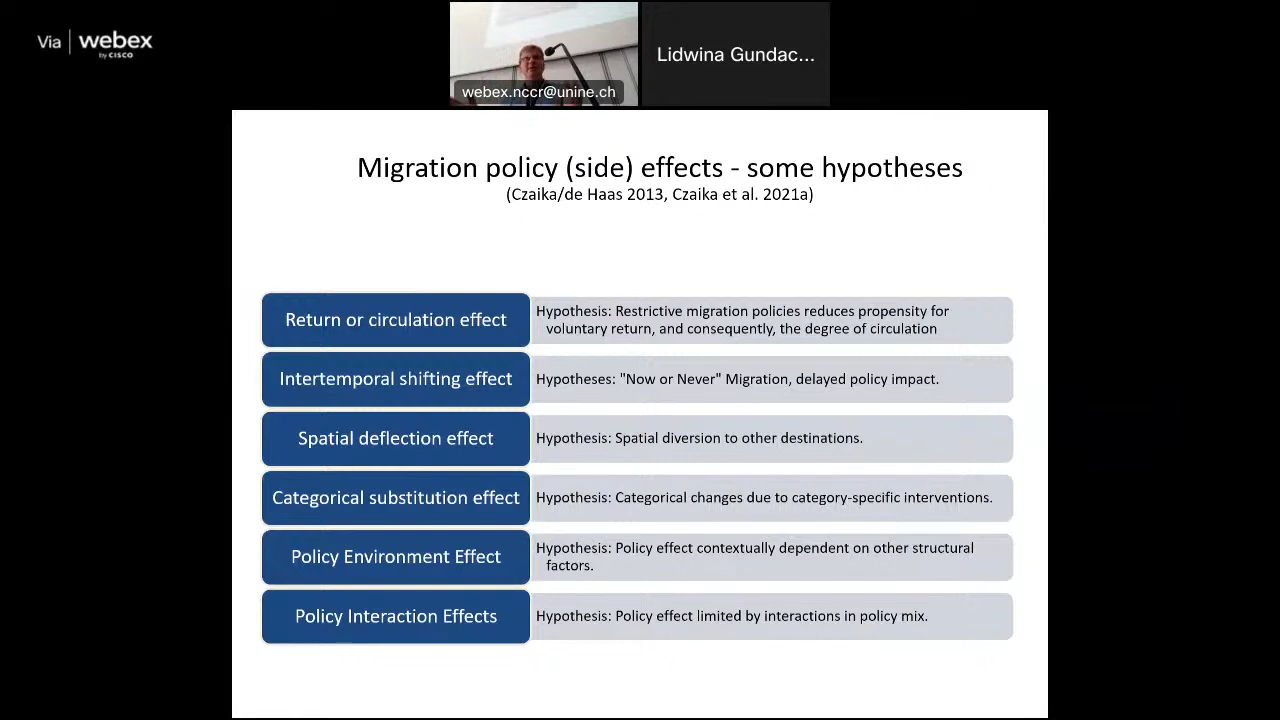 Via webex
by CISCO
webex.nccr@unine.ch
Lidwina Gundac...
Migration policy (side) effects - some hypotheses
(Czaika/de Haas 2013, Czaika et al. 2021a)
Return or circulation effect
Hypothesis: Restrictive migration policies reduces propensity for
voluntary return, and consequently, the degree of circulation
Intertemporal shifting effect
Hypotheses: "Now or Never" Migration, delayed policy impact.
Spatial deflection effect
Hypothesis: Spatial diversion to other destinations.
Categorical substitution effect
Hypothesis: Categorical changes due to category-specific interventions.
Policy Environment Effect
Hypothesis: Policy effect contextually dependent on other structural
factors.
Policy Interaction Effects
Hypothesis: Policy effect limited by interactions in policy mix.